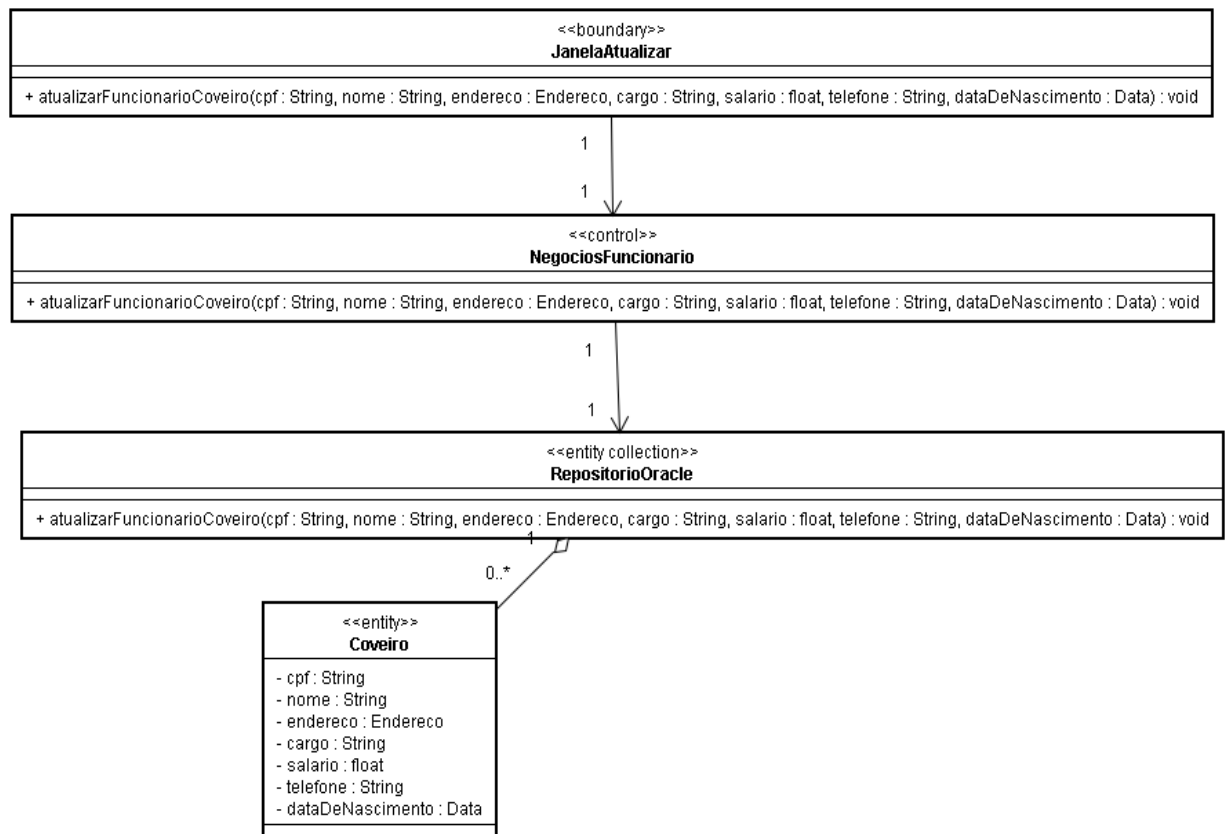 <<boundary>>
JanelaAtualizar
+ atualizarFuncionarioCoveiro(cpf : String, nome : String, endereco : Endereco, cargo : String, salario : float, telefone : String, dataDeNascimento : Data) : void
1
1
<<control>>
NegociosFuncionario
+ atualizarFuncionarioCoveiro(cpf : String, nome : String, endereco : Endereco, cargo : String, salario : float, telefone : String, dataDeNascimento : Data) : void
1
1
<<entity collection>>
RepositorioOracle
+ atualizarFuncionarioCoveiro(cpf : String, nome : String, endereco : Endereco, cargo : String, salario : float, telefone : String, dataDeNascimento : Data) : void
1
0..*
<<entity>>
Coveiro
- cpf : String
- nome : String
- endereco : Endereco
- cargo : String
- salario : float
- telefone : String
- dataDeNascimento : Data